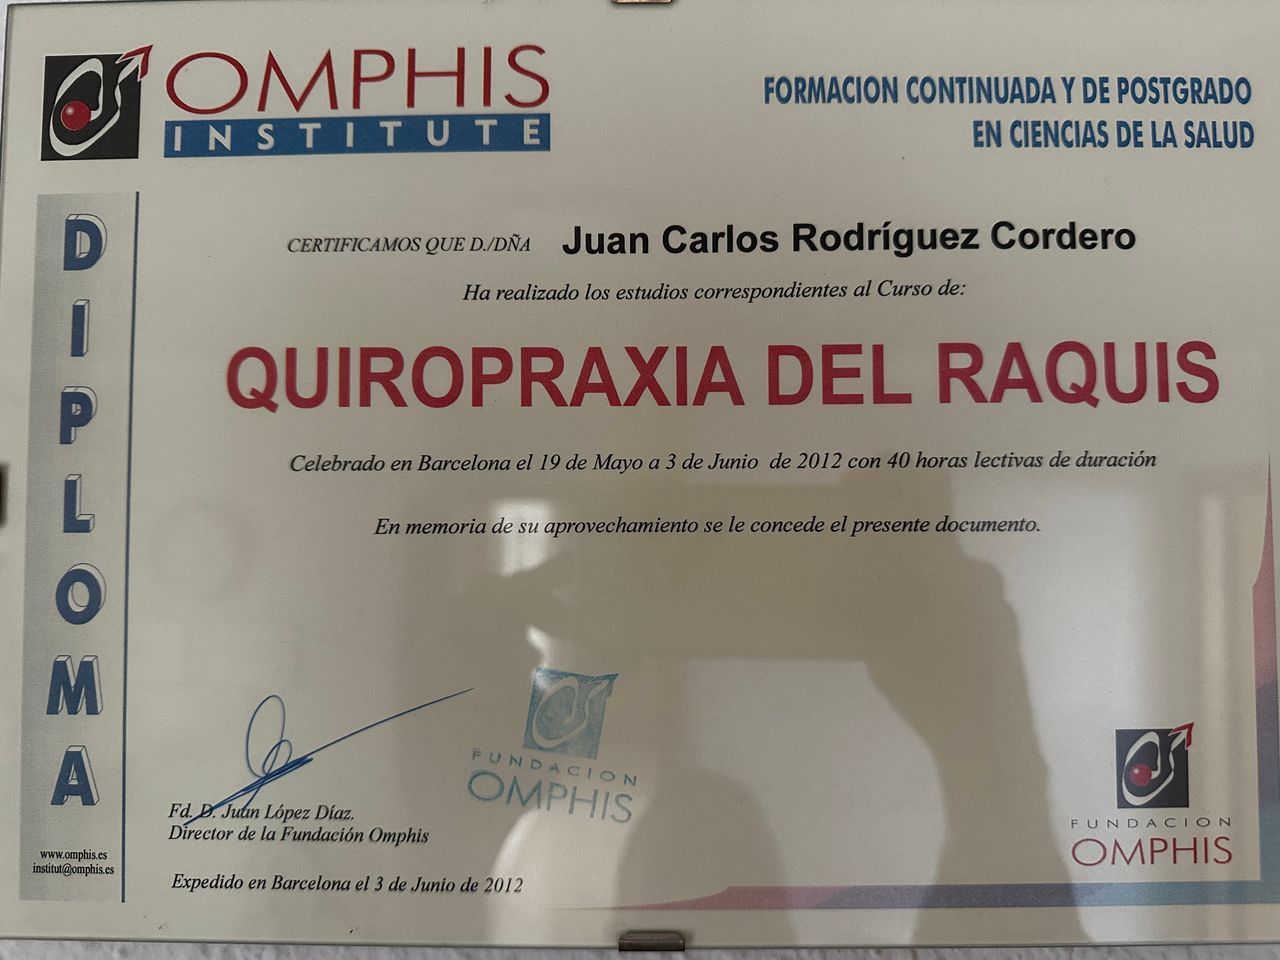 OMPHIS
INSTITUTE
FORMACION CONTINUADA Y DE POSTGRADO
EN CIENCIAS DE LA SALUD
DIPLOMA
CERTIFICAMOS QUE D./DÑA Juan Carlos Rodríguez Cordero
Ha realizado los estudios correspondientes al Curso de:
QUIROPRAXIA DEL RAQUIS
Celebrado en Barcelona el 19 de Mayo a 3 de Junio de 2012 con 40 horas lectivas de duración
En memoria de su aprovechamiento se le concede el presente documento.
FUNDACION
OMPHIS
Fd. D. Juan López Díaz.
Director de la Fundación Omphis
Expedido en Barcelona el 3 de Junio de 2012
www.omphis.es
institut@omphis.es
FUNDACIÓN
OMPHIS